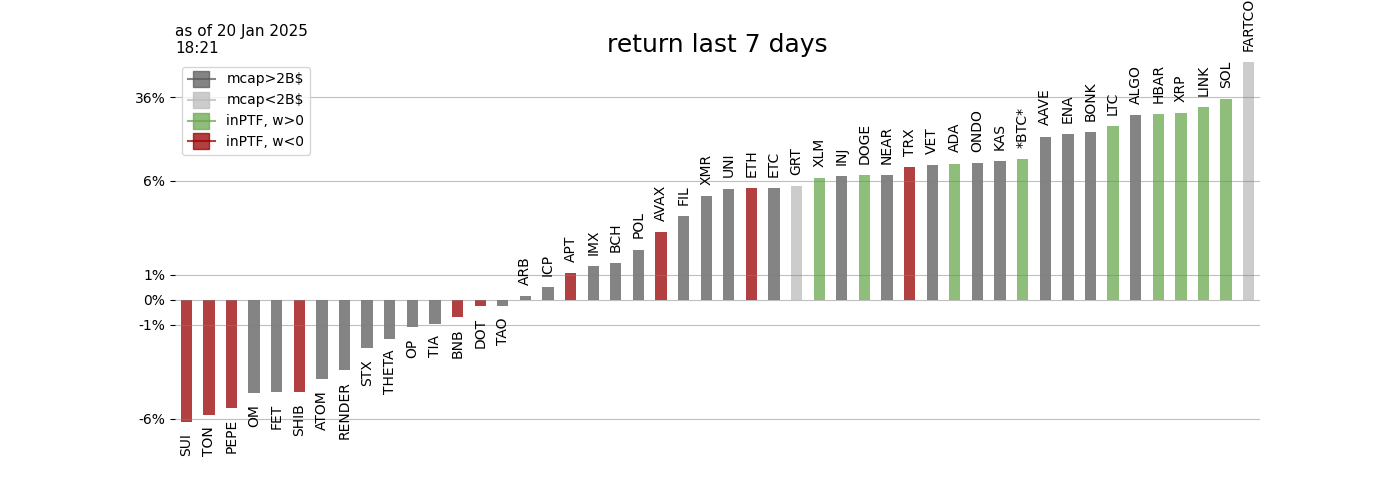 as of 20 Jan 2025
18:21
return last 7 days
mcap>2B$
mcap<2B$
inPTF, w>0
inPTF, w<0
36%
6%
1%
0%
-1%
-6%
SUI
TON
PEPE
OM
FET
SHIB
ATOM
RENDER
STX
THETA
OP
TIA
BNB
DOT
TAO
ARB
ICP
APT
IMX
BCH
POL
AVAX
FIL
XMR
UNI
ETH
ETC
GRT
XLM
INJ
DOGE
NEAR
TRX
VET
ADA
ONDO
KAS
*BTC*
AAVE
ENA
BONK
LTC
ALGO
HBAR
XRP
LINK
SOL
FARTCO